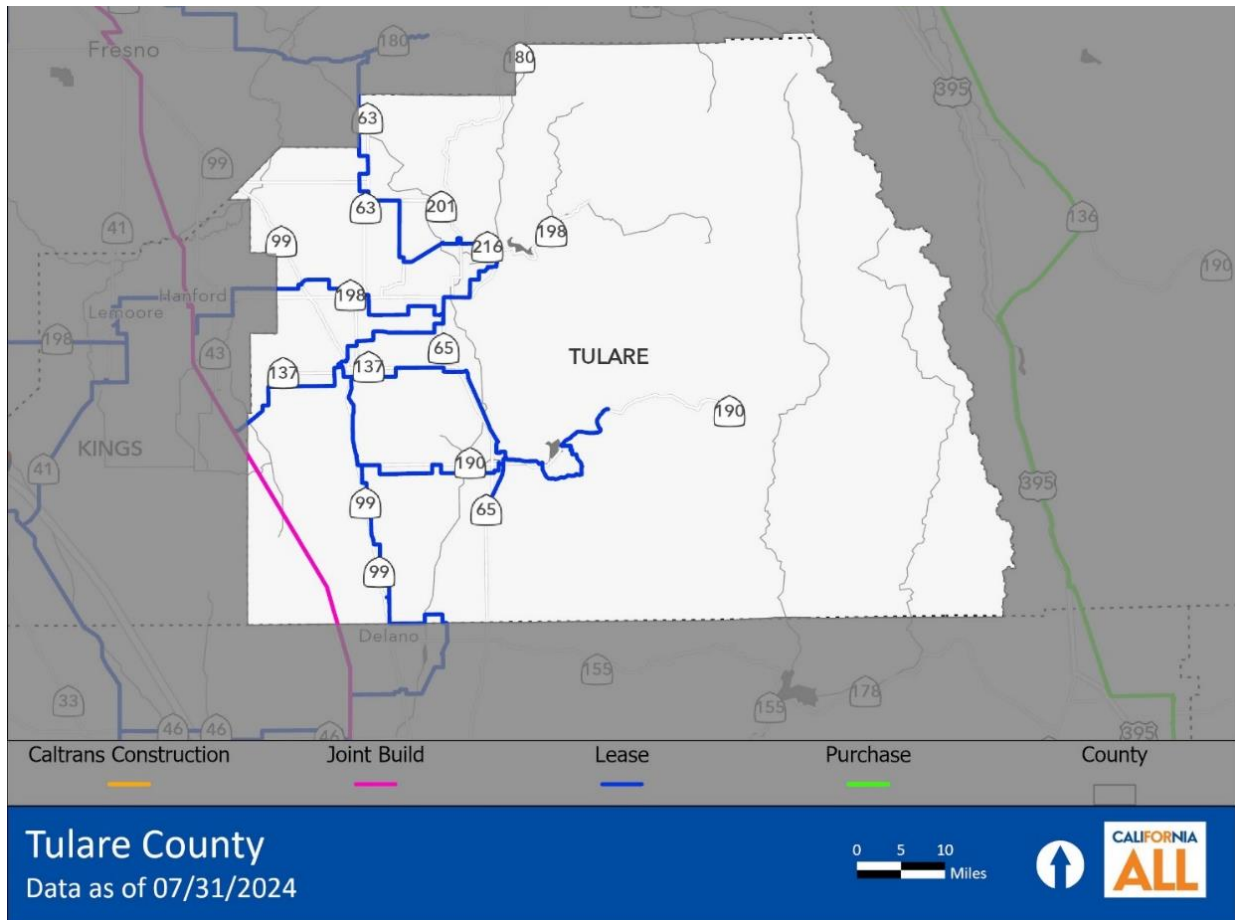 180
Fresno
180
63
99
395
63
201
136
41
99
216
198
190
198
Hanford
Lemoore
198
43
65
TULARE
137
137
190
KINGS
41
190
395
99
65
99
Delano
155
33
155
178
46
46
46
395
Caltrans Construction
Joint Build
Lease
Purchase
County
Tulare County
Data as of 07/31/2024
0 5 10
Miles
CALIFORNIA
ALL